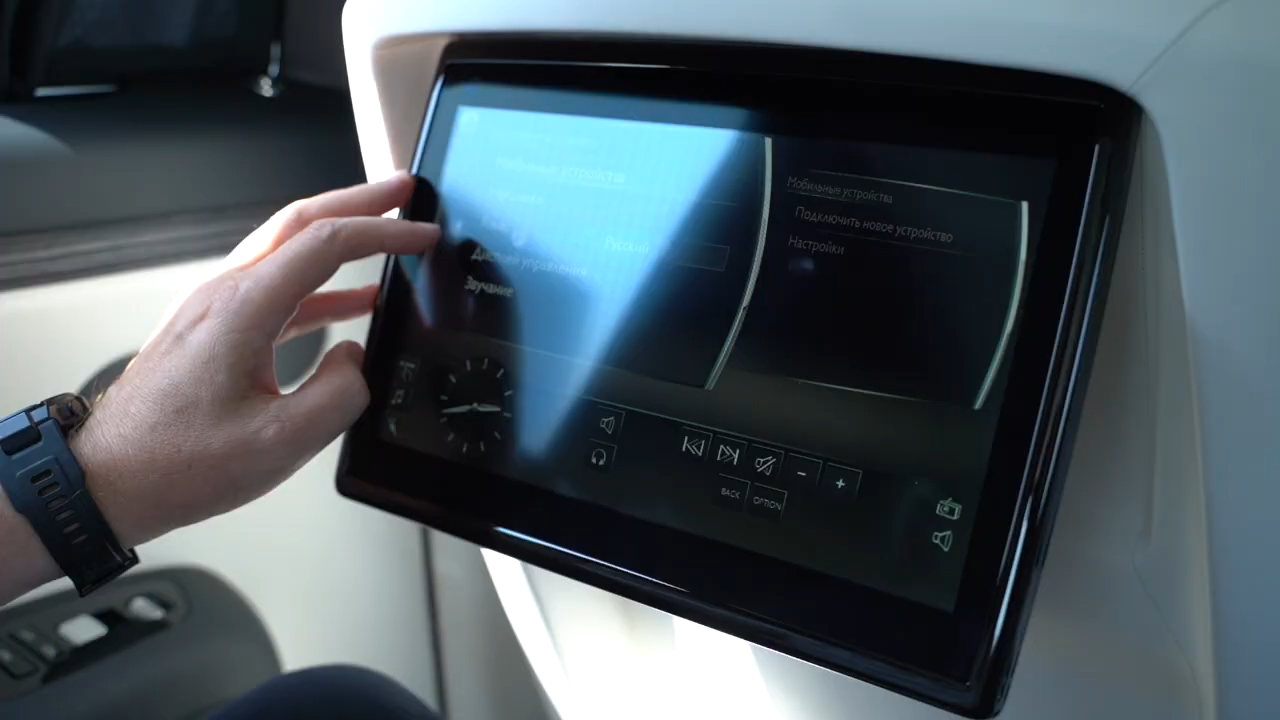 Мобильные устройства
Русский
Дисплей управления
Звучание
Мобильные устройства
Подключить новое устройство
Настройки
-
+
BACK
OPTION